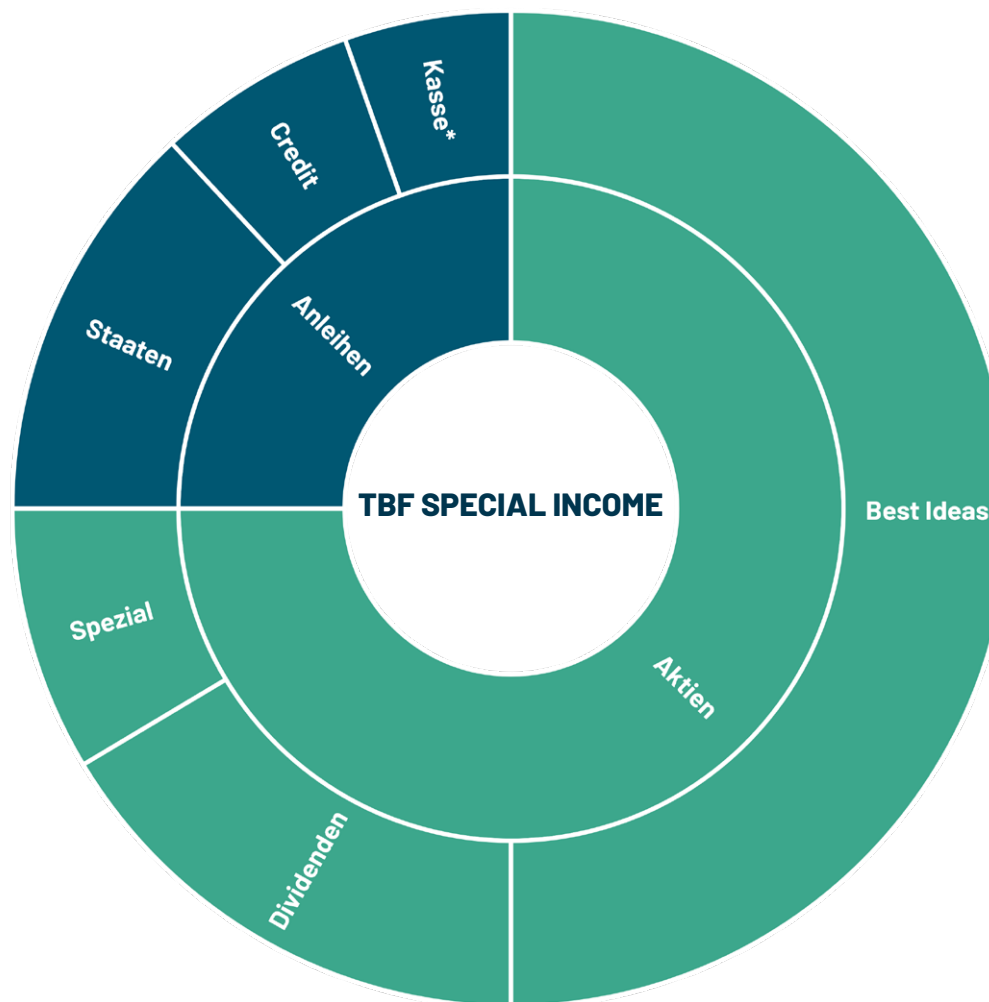 Kasse*
Credit
Anleihen
Staaten
TBF SPECIAL INCOME
Best Ideas
Spezial
Aktien
Dividenden